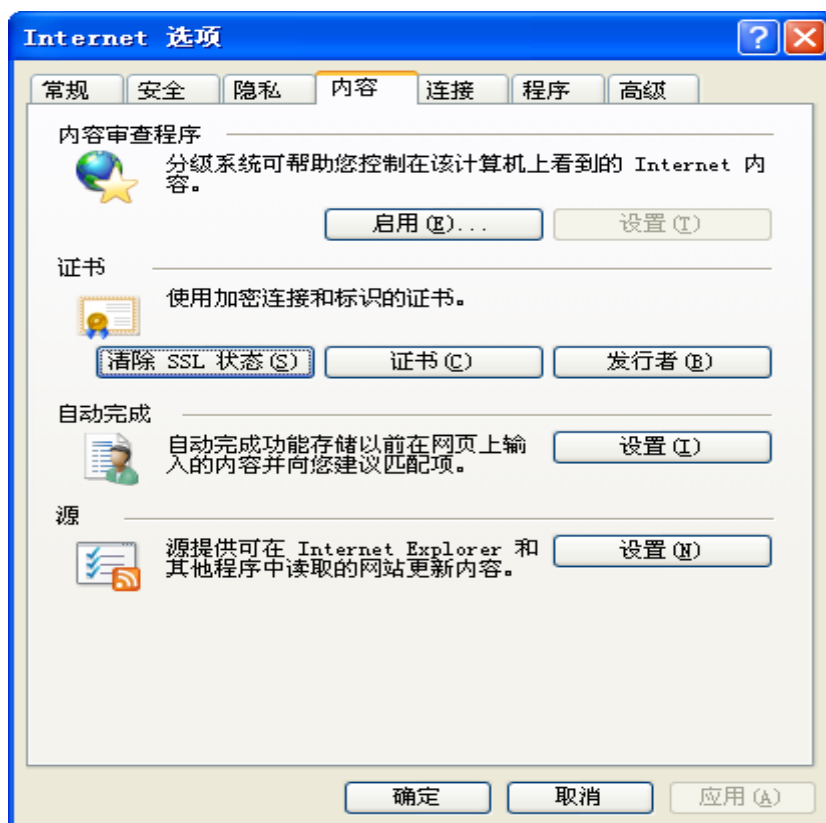 Internet 选项
常规 安全 隐私 内容 连接 程序 高级
内容审查程序
分级系统可帮助您控制在该计算机上看到的 Internet 内
容。
启用(E)... 设置(T)
证书
使用加密连接和标识的证书。
清除 SSL 状态(S) 证书(C) 发行者(B)
自动完成
自动完成功能存储以前在网页上输
入的内容并向您建议匹配项。
设置(I)
源
源提供可在 Internet Explorer 和
其他程序中读取的网站更新内容。
设置(N)
确定 取消 应用(A)